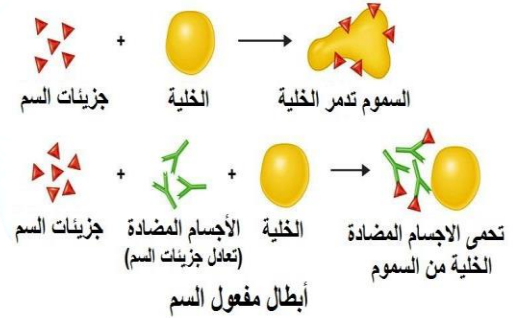 جزيئات السم + الخلية السموم تدمر الخلية
جزيئات السم + الأجسام المضادة + الخلية تحمى الاجسام المضادة
(تعادل جزيئات السم) الخلية من السموم
أبطال مفعول السم